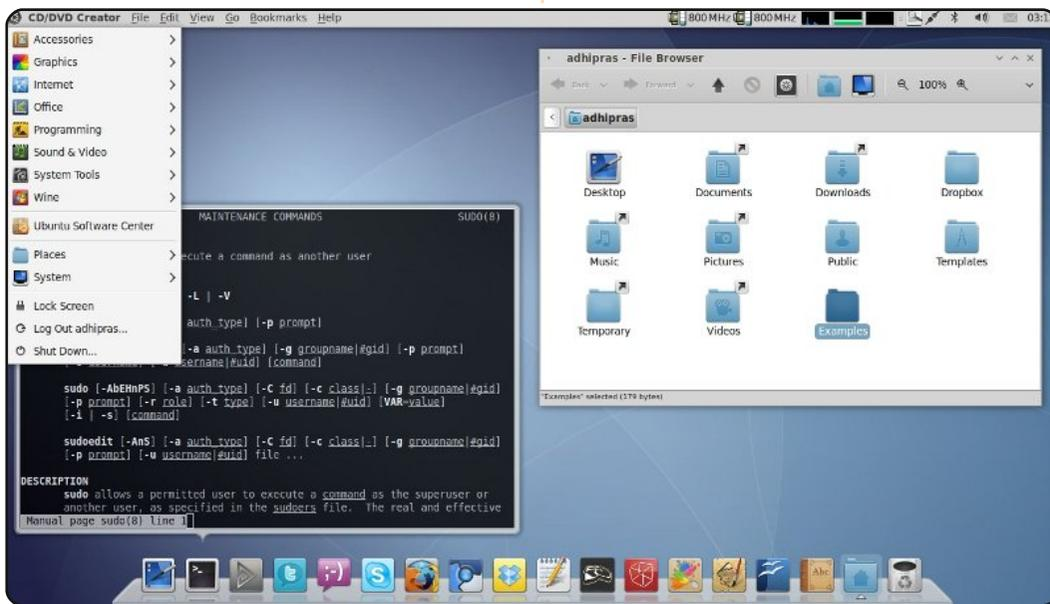 CD/DVD Creator File Edit View Go Bookmarks Help 800 MHz 800 MHz
Accessories
Graphics
Internet
Office
Programming
Sound & Video
System Tools
Wine
Ubuntu Software Center
Places
System
Lock Screen
Log Out adhipras...
Shut Down...
adhipras - File Browser
Back Forward 100%
adhipras
Desktop Documents Downloads Dropbox
Music Pictures Public Templates
Temporary Videos Examples
"Examples" selected (179 bytes)
MAINTENANCE COMMANDS SUDO(8)
ecute a command as another user
-L | -V
auth_type] [-p prompt]
[-a auth_type] [-g groupname|#gid] [-p prompt]
sername|#uid] [command]
sudo [-AbEHnPS] [-a auth_type] [-C fd] [-c class|-] [-g groupname|#gid]
[-p prompt] [-r role] [-t type] [-u username|#uid] [VAR=value]
[-i | -s] [command]
sudoedit [-AnS] [-a auth_type] [-C fd] [-c class|-] [-g groupname|#gid]
[-p prompt] [-u username|#uid] file ...
DESCRIPTION
sudo allows a permitted user to execute a command as the superuser or
another user, as specified in the sudoers file. The real and effective
Manual page sudo(8) line 1
Abc